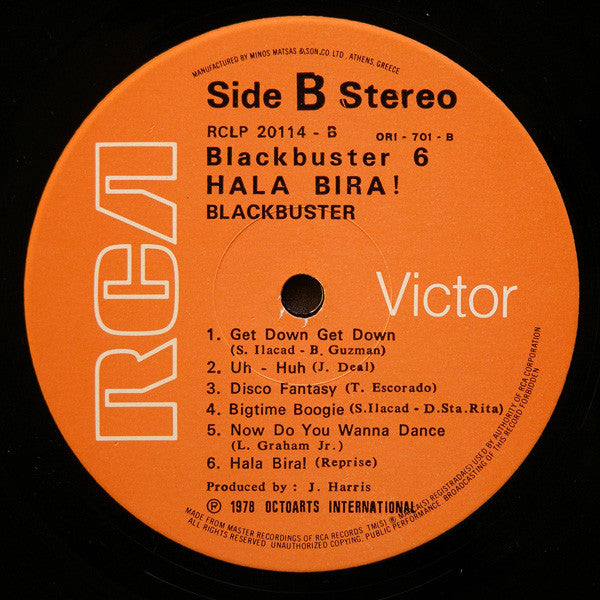 MANUFACTURED BY MINOS MATSAS & SON, CO LTD, ATHENS, GREECE
Side B Stereo
RCLP 20114 - B ORI - 701 - B
Blackbuster 6
HALA BIRA!
BLACKBUSTER
RCA
Victor
1. Get Down Get Down
(S. Ilacad - B. Guzman)
2. Uh - Huh (J. Deal)
3. Disco Fantasy (T. Escorado)
4. Bigtime Boogie (S.Ilacad - D.Sta.Rita)
5. Now Do You Wanna Dance
(L. Graham Jr.)
6. Hala Bira! (Reprise)
Produced by : J. Harris
℗ 1978 OCTOARTS INTERNATIONAL
MADE FROM MASTER RECORDINGS OF RCA RECORDS. TM(S) ® MARCA(S) REGISTRADA(S) USED BY AUTHORITY OF RCA CORPORATION
ALL RIGHTS RESERVED. UNAUTHORIZED COPYING, PUBLIC PERFORMANCE, BROADCASTING OF THIS RECORD FORBIDDEN